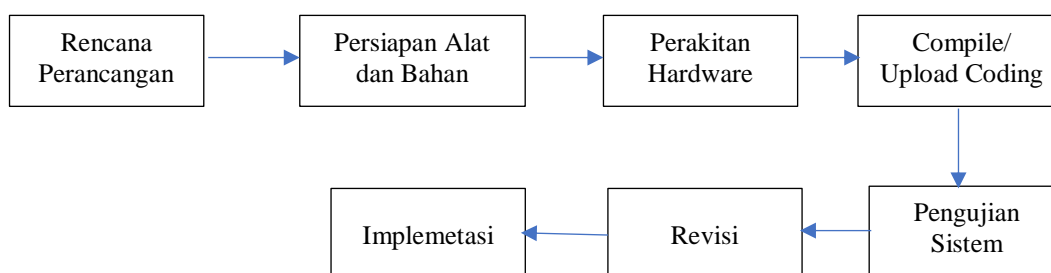 Rencana
Perancangan
Persiapan Alat
dan Bahan
Perakitan
Hardware
Compile/
Upload Coding
Pengujian
Sistem
Revisi
Implemetasi